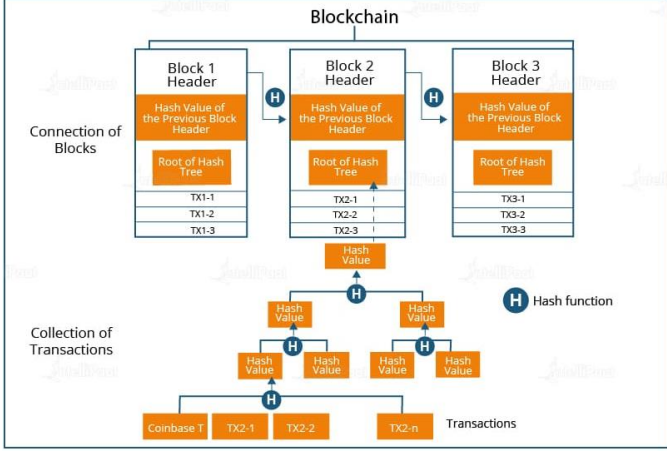 Blockchain
Block 1
Header
Block 2
Header
Block 3
Header
H
H
Hash Value of
the Previous Block
Header
Hash Value of
the Previous Block
Header
Hash Value of
the Previous Block
Header
Connection of
Blocks
Root of Hash
Tree
Root of Hash
Tree
Root of Hash
Tree
TX1-1
TX1-2
TX1-3
TX2-1
TX2-2
TX2-3
TX3-1
TX3-2
TX3-3
Hash
Value
H
H Hash function
Hash
Value
Hash
Value
Collection of
Transactions
H
H
Hash
Value
Hash
Value
Hash
Value
Hash
Value
H
Coinbase T
TX2-1
TX2-2
TX2-n
Transactions